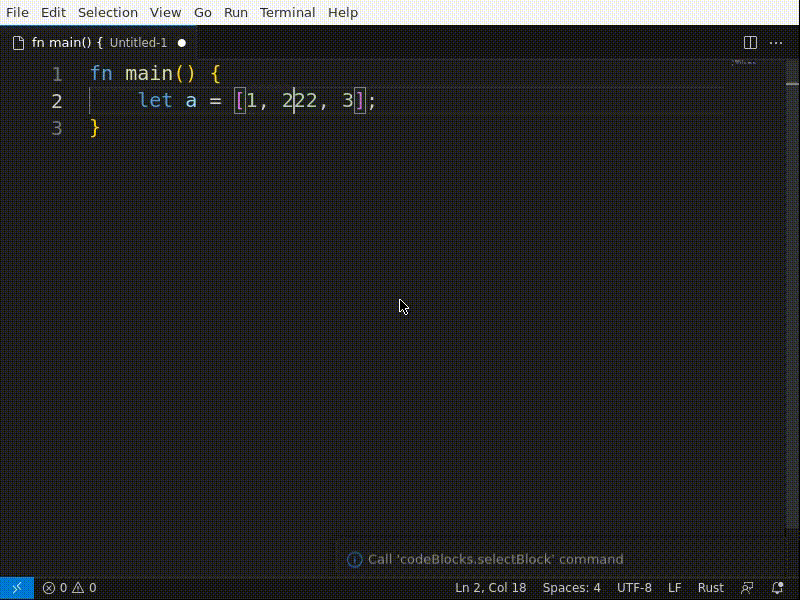 File Edit Selection View Go Run Terminal Help
fn main() { Untitled-1
1 fn main() {
2     let a = [1, 222, 3];
3 }
Call 'codeBlocks.selectBlock' command
0 0 Ln 2, Col 18 Spaces: 4 UTF-8 LF Rust